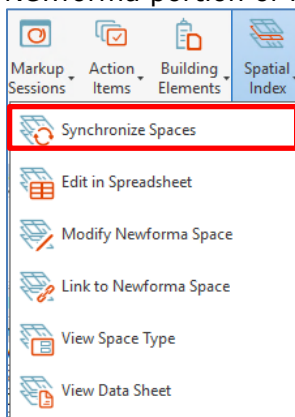 Markup Action Building Spatial
Sessions Items Elements Index
Synchronize Spaces
Edit in Spreadsheet
Modify Newforma Space
Link to Newforma Space
View Space Type
View Data Sheet